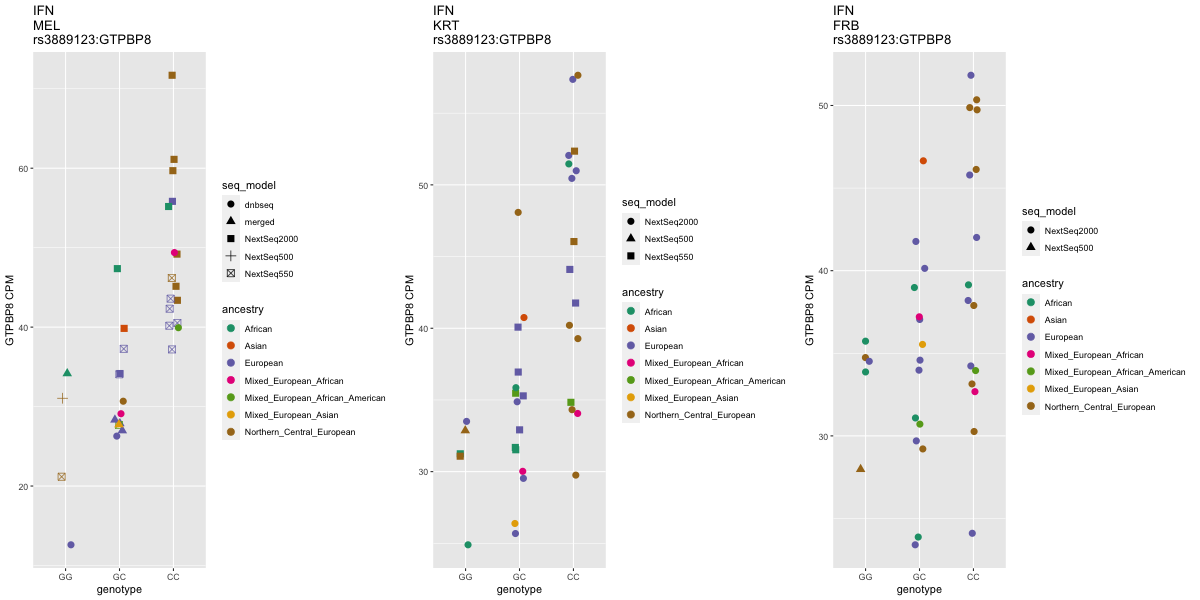 IFN
MEL
rs3889123:GTPBP8
GTPBP8 CPM
60
40
20
GG
GC
CC
genotype
seq_model
dnbseq
merged
NextSeq2000
NextSeq500
NextSeq550
ancestry
African
Asian
European
Mixed_European_African
Mixed_European_African_American
Mixed_European_Asian
Northern_Central_European
IFN
KRT
rs3889123:GTPBP8
GTPBP8 CPM
50
40
30
GG
GC
CC
genotype
seq_model
NextSeq2000
NextSeq500
NextSeq550
ancestry
African
Asian
European
Mixed_European_African
Mixed_European_African_American
Mixed_European_Asian
Northern_Central_European
IFN
FRB
rs3889123:GTPBP8
GTPBP8 CPM
50
40
30
GG
GC
CC
genotype
seq_model
NextSeq2000
NextSeq500
ancestry
African
Asian
European
Mixed_European_African
Mixed_European_African_American
Mixed_European_Asian
Northern_Central_European